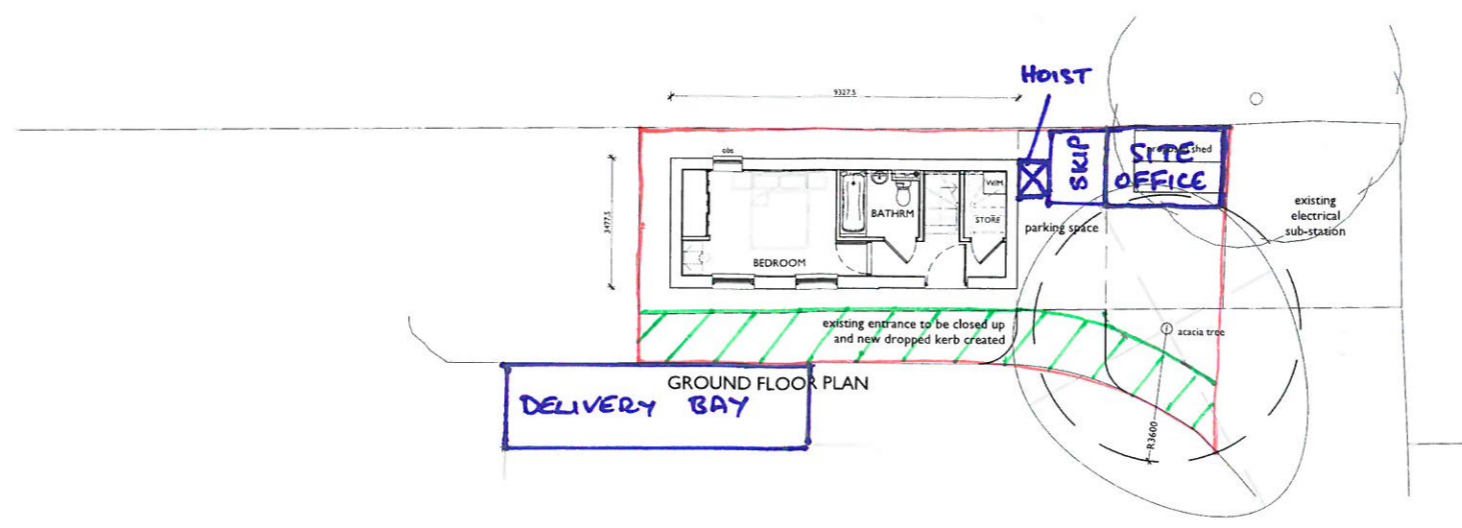 HOIST
9327.5
obs
SKIP
proposed shed
SITE
OFFICE
W/M
BATHRM
STORE
3477.5
existing
electrical
sub-station
parking space
BEDROOM
existing entrance to be closed up
and new dropped kerb created
acacia tree
GROUND FLOOR PLAN
DELIVERY BAY
R3600